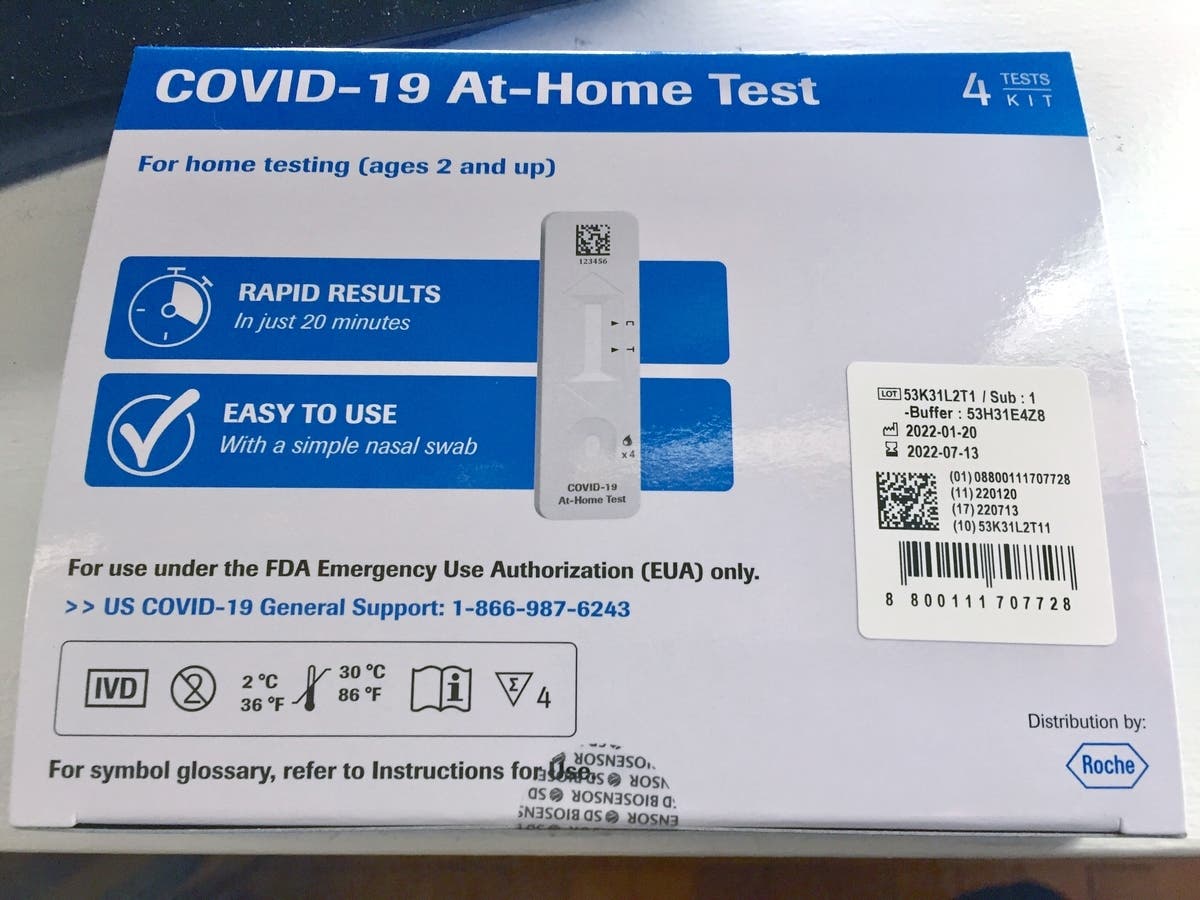 COVID-19 At-Home Test
4 TESTS
KIT
For home testing (ages 2 and up)
123456
RAPID RESULTS
In just 20 minutes
C
T
EASY TO USE
With a simple nasal swab
x 4
COVID-19
At-Home Test
LOT 53K31L2T1 / Sub : 1
-Buffer : 53H31E4Z8
2022-01-20
2022-07-13
(01) 08800111707728
(11) 220120
(17) 220713
(10) 53K31L2T11
8 800111 707728
For use under the FDA Emergency Use Authorization (EUA) only.
>> US COVID-19 General Support: 1-866-987-6243
IVD
2
2 °C
36 °F
30 °C
86 °F
i
Σ
4
Distribution by:
Roche
For symbol glossary, refer to Instructions for Use.
SD BIOSENSOR